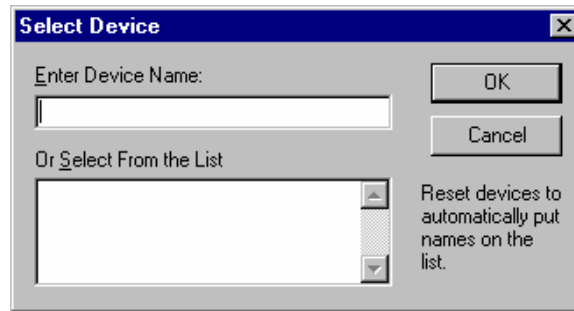 Select Device
Enter Device Name:
OK
Cancel
Or Select From the List
Reset devices to
automatically put
names on the
list.